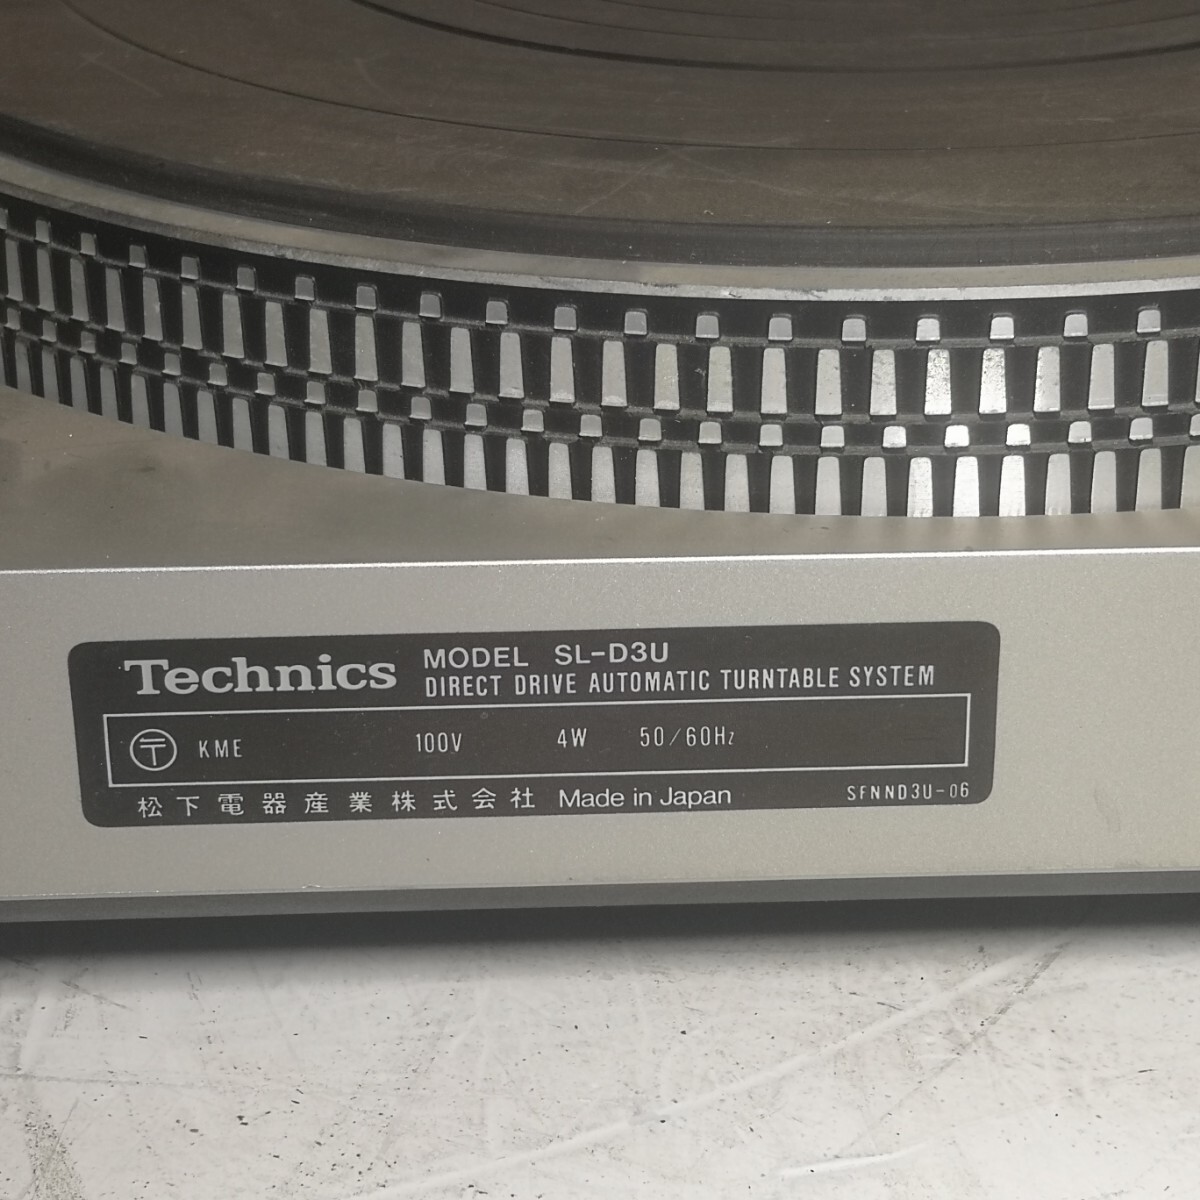 Technics MODEL SL-D3U
DIRECT DRIVE AUTOMATIC TURNTABLE SYSTEM
〒 KME 100V 4W 50/60Hz
松下電器産業株式会社 Made in Japan SFNND3U-06